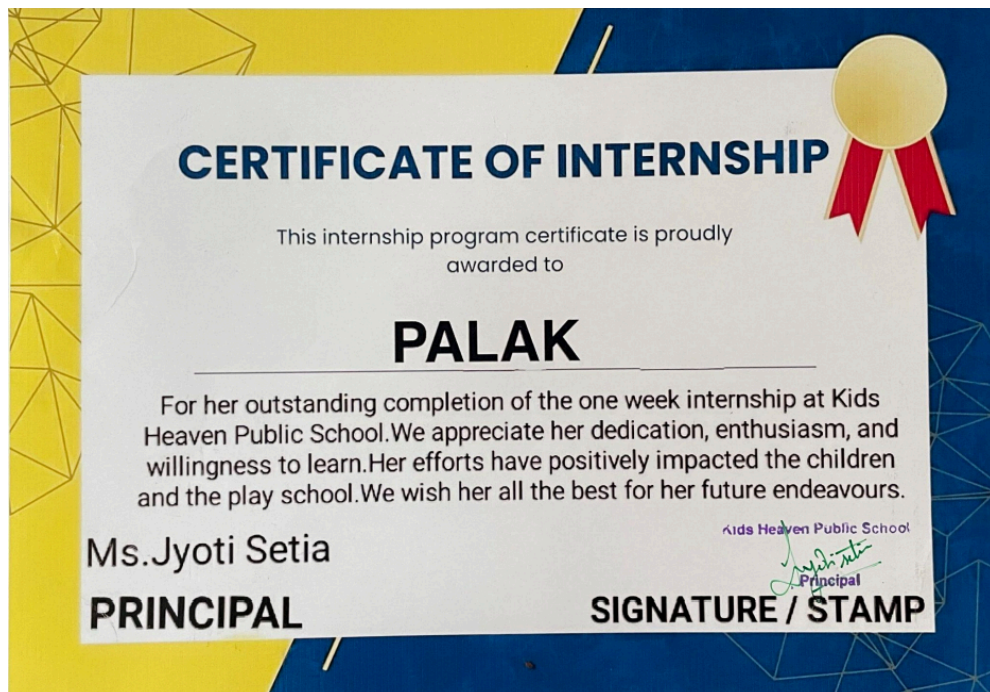 CERTIFICATE OF INTERNSHIP
This internship program certificate is proudly
awarded to
PALAK
For her outstanding completion of the one week internship at Kids
Heaven Public School.We appreciate her dedication, enthusiasm, and
willingness to learn.Her efforts have positively impacted the children
and the play school.We wish her all the best for her future endeavours.
Kids Heaven Public School
Jyoti Setia
Principal
Ms.Jyoti Setia
PRINCIPAL
SIGNATURE / STAMP